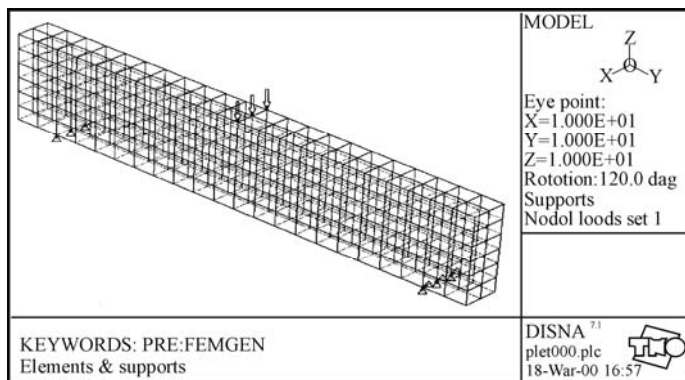 MODEL
Z
X
Y
Eye point:
X=1.000E+01
Y=1.000E+01
Z=1.000E+01
Rototion:120.0 dag
Supports
Nodol loods set 1
KEYWORDS: PRE:FEMGEN
Elements & supports
DISNA 7.1
plet000.plc
18-War-00 16:57
TNO